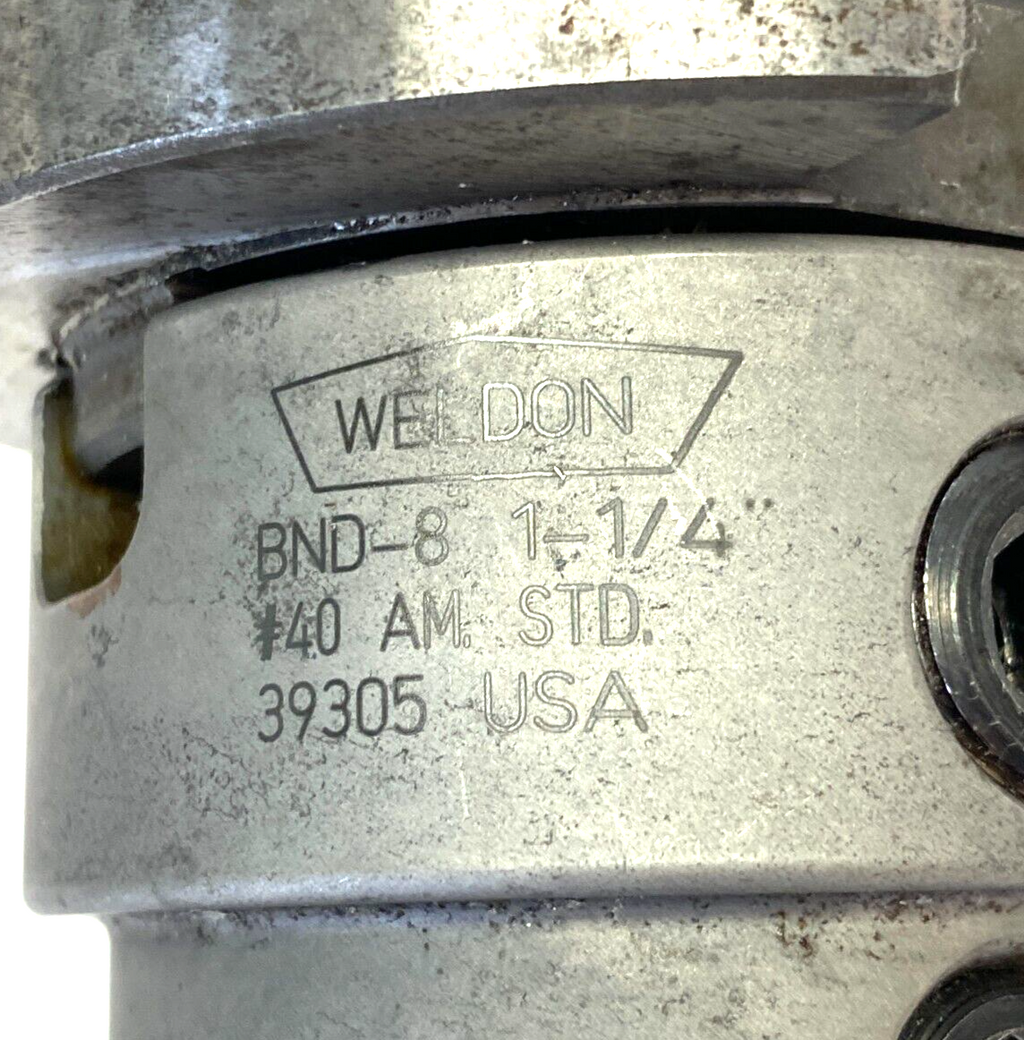 WELDON
BND-8 1-1/4"
#40 AM. STD.
39305 USA